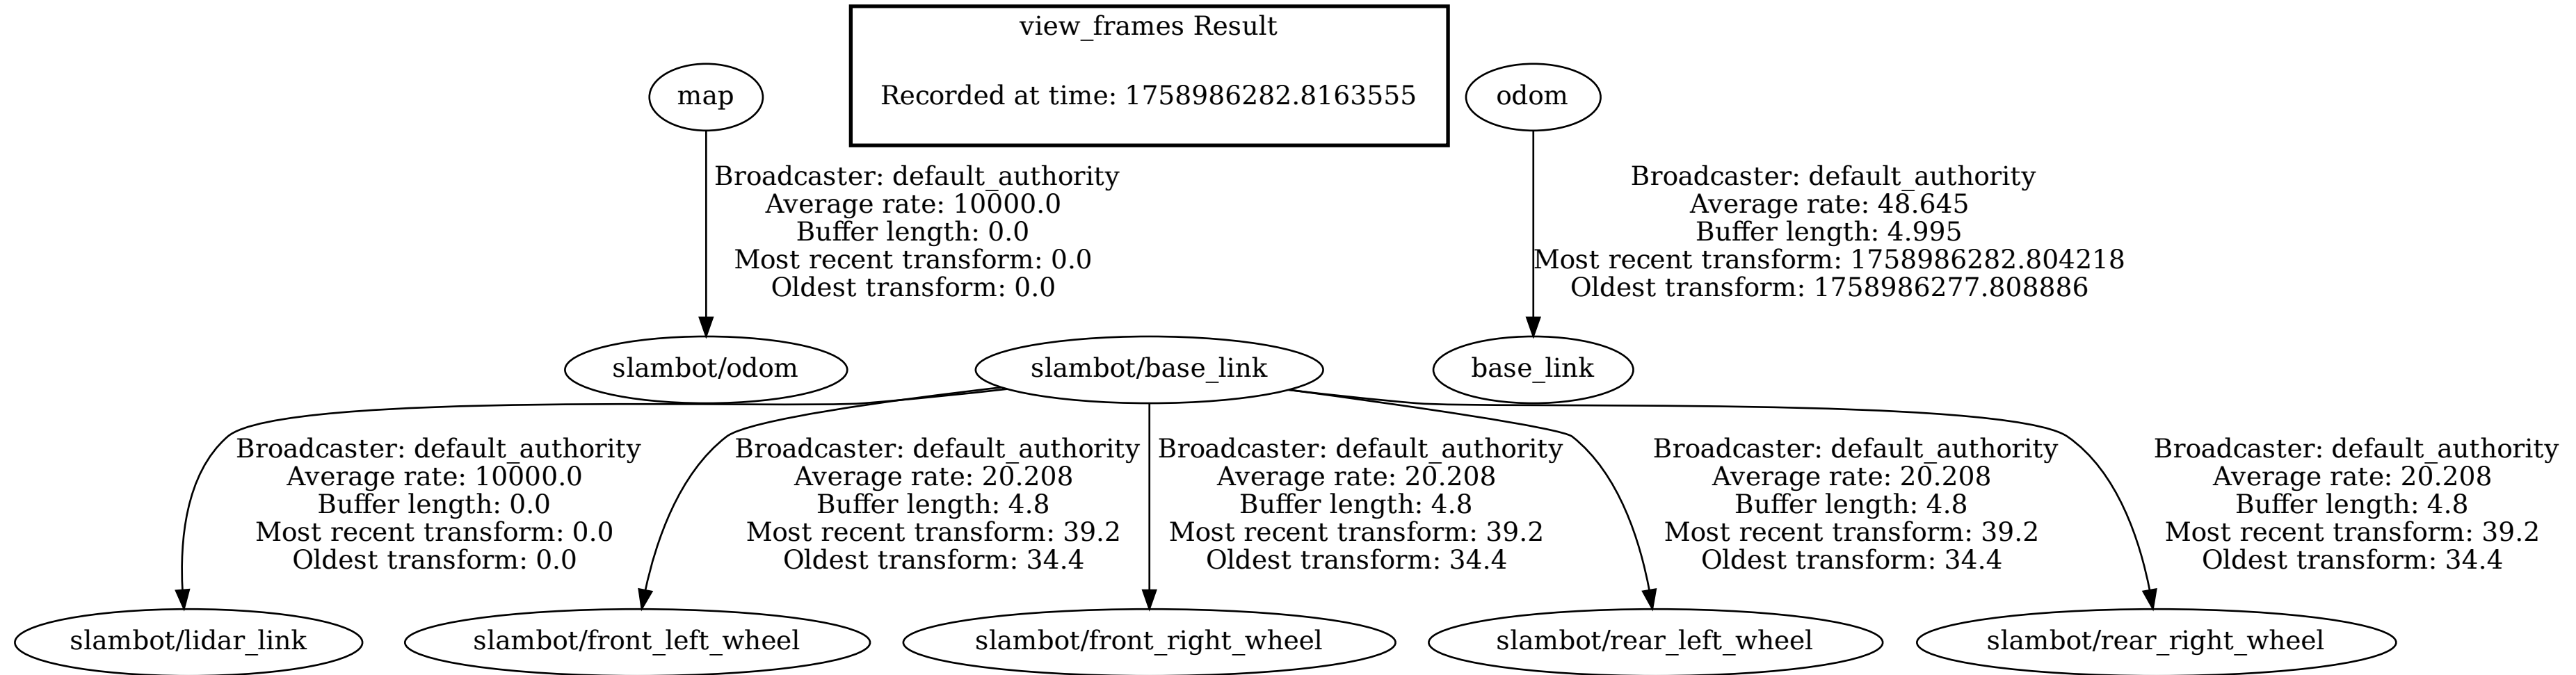 view_frames Result
map
Recorded at time: 1758986282.8163555
odom
Broadcaster: default_authority
Average rate: 10000.0
Buffer length: 0.0
Most recent transform: 0.0
Oldest transform: 0.0
Broadcaster: default_authority
Average rate: 48.645
Buffer length: 4.995
Most recent transform: 1758986282.804218
Oldest transform: 1758986277.808886
slambot/odom
slambot/base_link
base_link
Broadcaster: default_authority
Average rate: 10000.0
Buffer length: 0.0
Most recent transform: 0.0
Oldest transform: 0.0
Broadcaster: default_authority
Average rate: 20.208
Buffer length: 4.8
Most recent transform: 39.2
Oldest transform: 34.4
Broadcaster: default_authority
Average rate: 20.208
Buffer length: 4.8
Most recent transform: 39.2
Oldest transform: 34.4
Broadcaster: default_authority
Average rate: 20.208
Buffer length: 4.8
Most recent transform: 39.2
Oldest transform: 34.4
Broadcaster: default_authority
Average rate: 20.208
Buffer length: 4.8
Most recent transform: 39.2
Oldest transform: 34.4
slambot/lidar_link
slambot/front_left_wheel
slambot/front_right_wheel
slambot/rear_left_wheel
slambot/rear_right_wheel